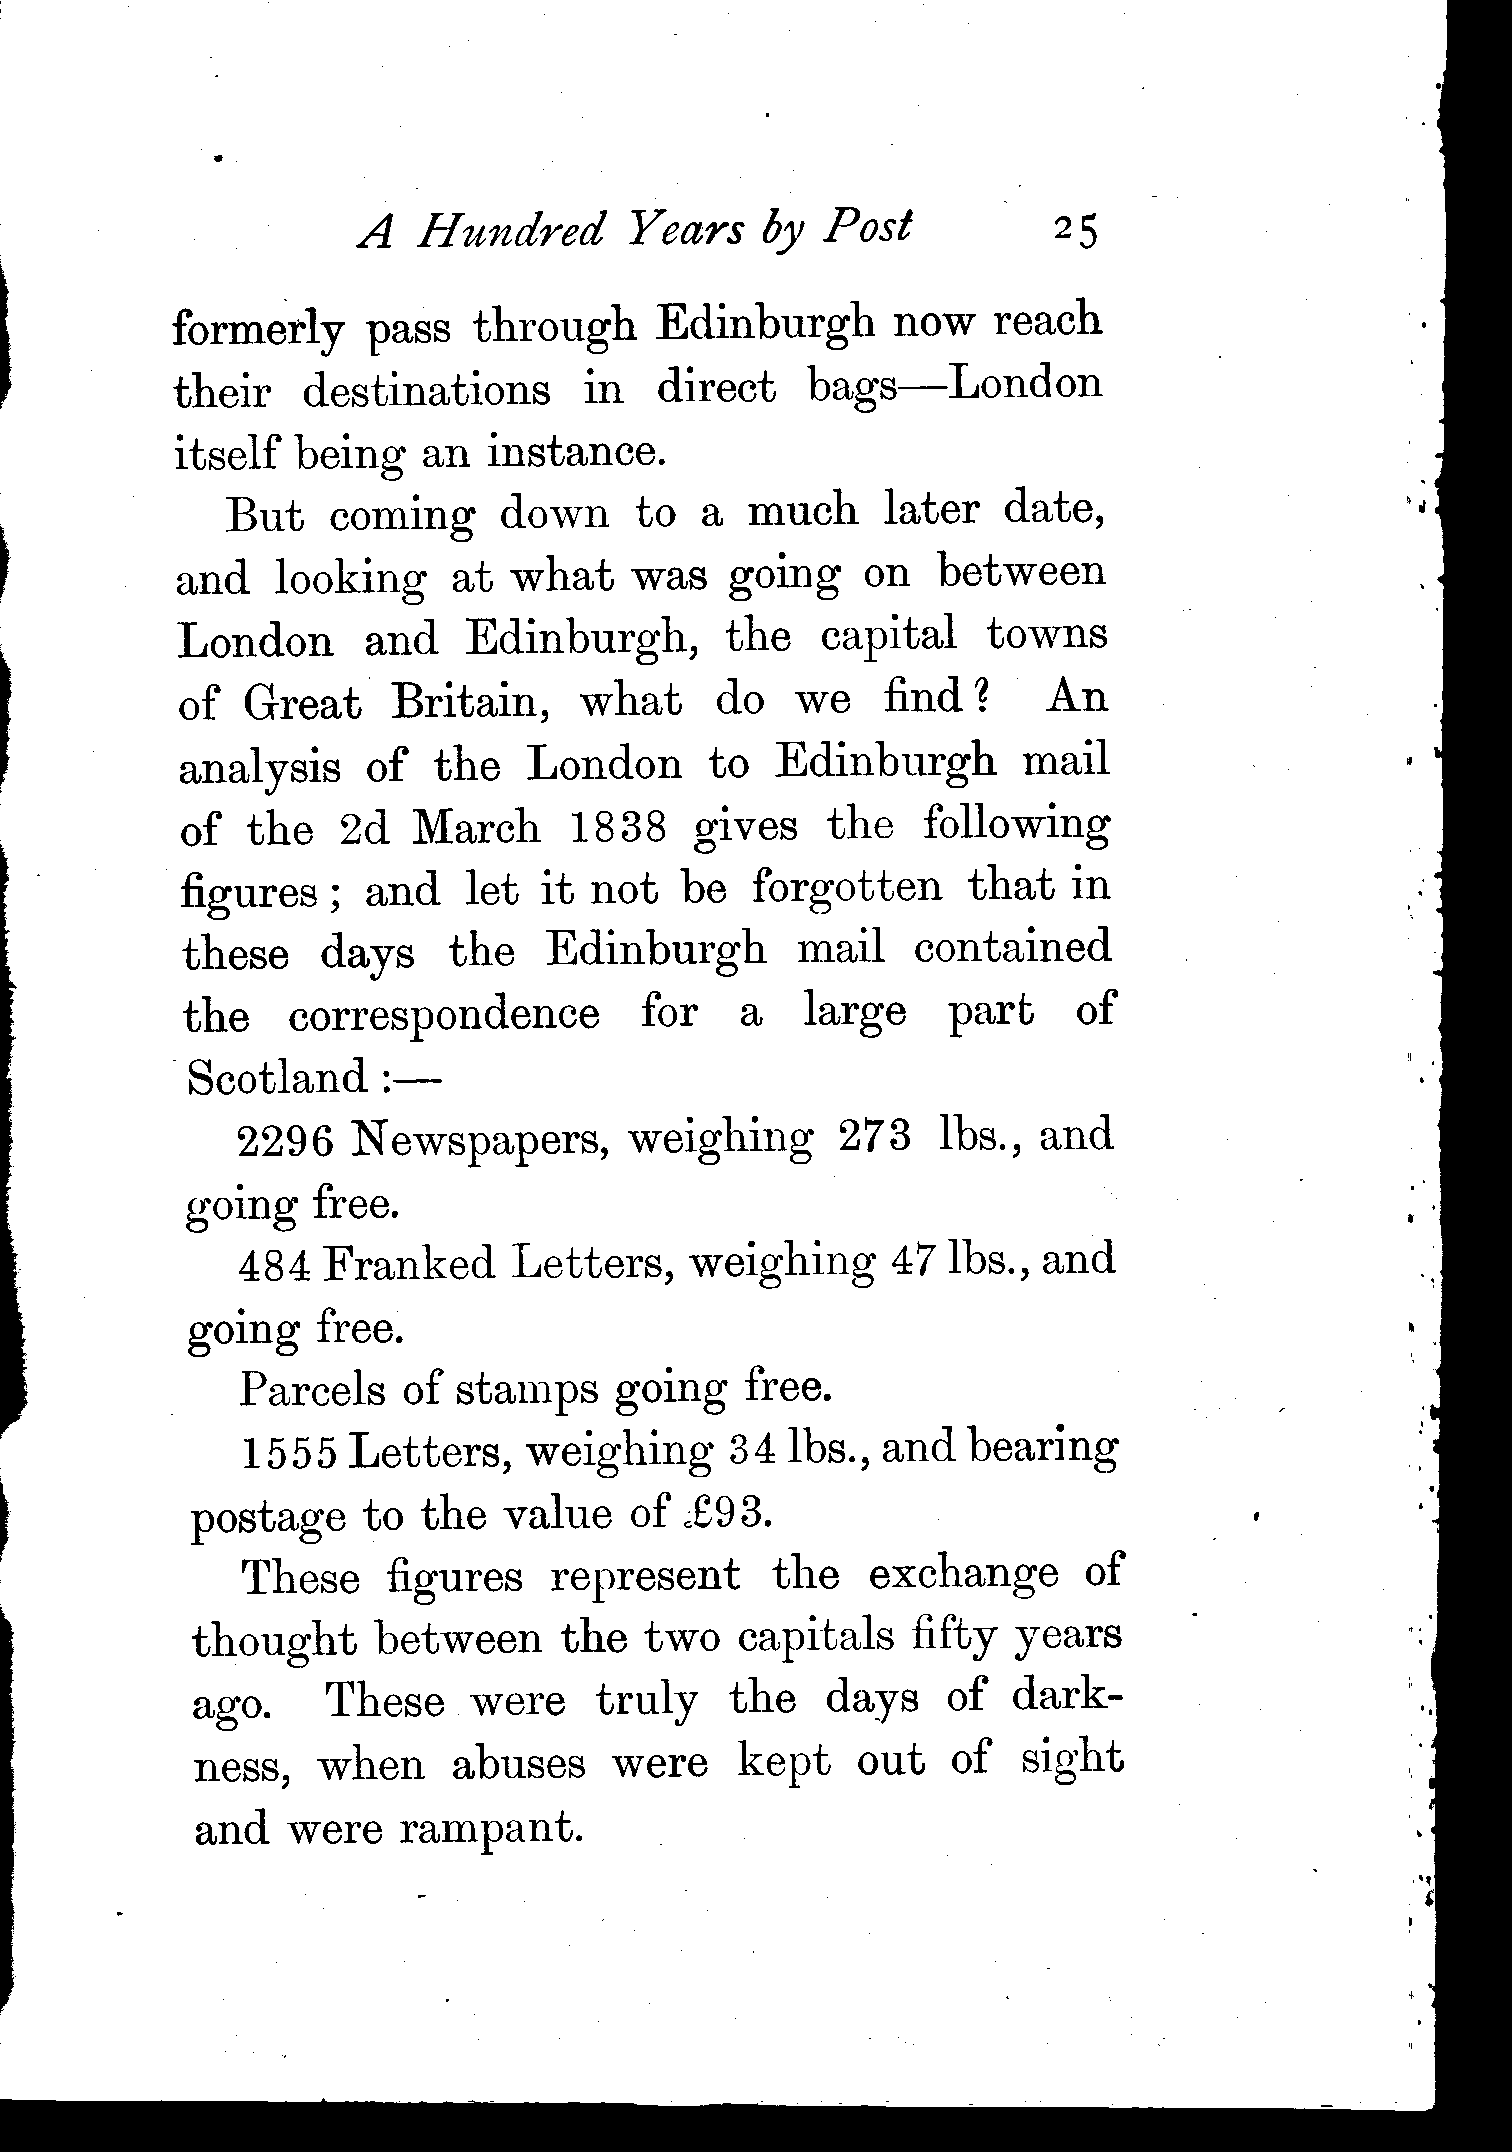 A Hundred Years by Post 25
formerly pass through Edinburgh now reach
their destinations in direct bags—London
itself being an instance.
But coming down to a much later date,
and looking at what was going on between
London and Edinburgh, the capital towns
of Great Britain, what do we find? An
analysis of the London to Edinburgh mail
of the 2d March 1838 gives the following
figures; and let it not be forgotten that in
these days the Edinburgh mail contained
the correspondence for a large part of
Scotland:—
2296 Newspapers, weighing 273 lbs., and
going free.
484 Franked Letters, weighing 47 lbs., and
going free.
Parcels of stamps going free.
1555 Letters, weighing 34 lbs., and bearing
postage to the value of £93.
These figures represent the exchange of
thought between the two capitals fifty years
ago. These were truly the days of dark-
ness, when abuses were kept out of sight
and were rampant.